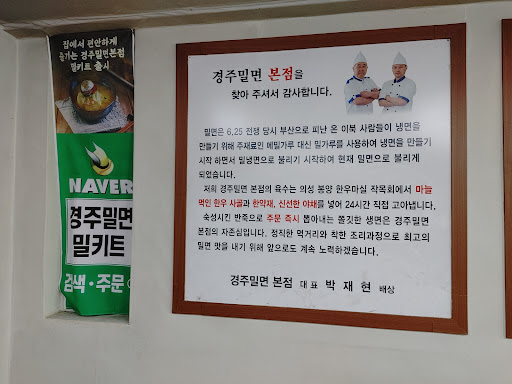 집에서 편안하게
즐기는 경주밀면본점
밀키트 출시
NAVER
경주밀면
밀키트
검색·주문
경주밀면 본점을
찾아 주셔서 감사합니다.
밀면은 6.25 전쟁 당시 부산으로 피난 온 이북 사람들이 냉면을
만들기 위해 주재료인 메밀가루 대신 밀가루를 사용하여 냉면을 만들기
시작 하면서 밀냉면으로 불리기 시작하여 현재 밀면으로 불리게
되었습니다.
저희 경주밀면 본점의 육수는 의성 봉양 한우마실 작목회에서 마늘
먹인 한우 사골과 한약재, 신선한 야채를 넣어 24시간 직접 고아냅니다.
숙성시킨 반죽으로 주문 즉시 뽑아내는 쫄깃한 생면은 경주밀면
본점의 자존심입니다. 정직한 먹거리와 착한 조리과정으로 최고의
밀면 맛을 내기 위해 앞으로도 계속 노력하겠습니다.
경주밀면 본점 대표 박재현 배상